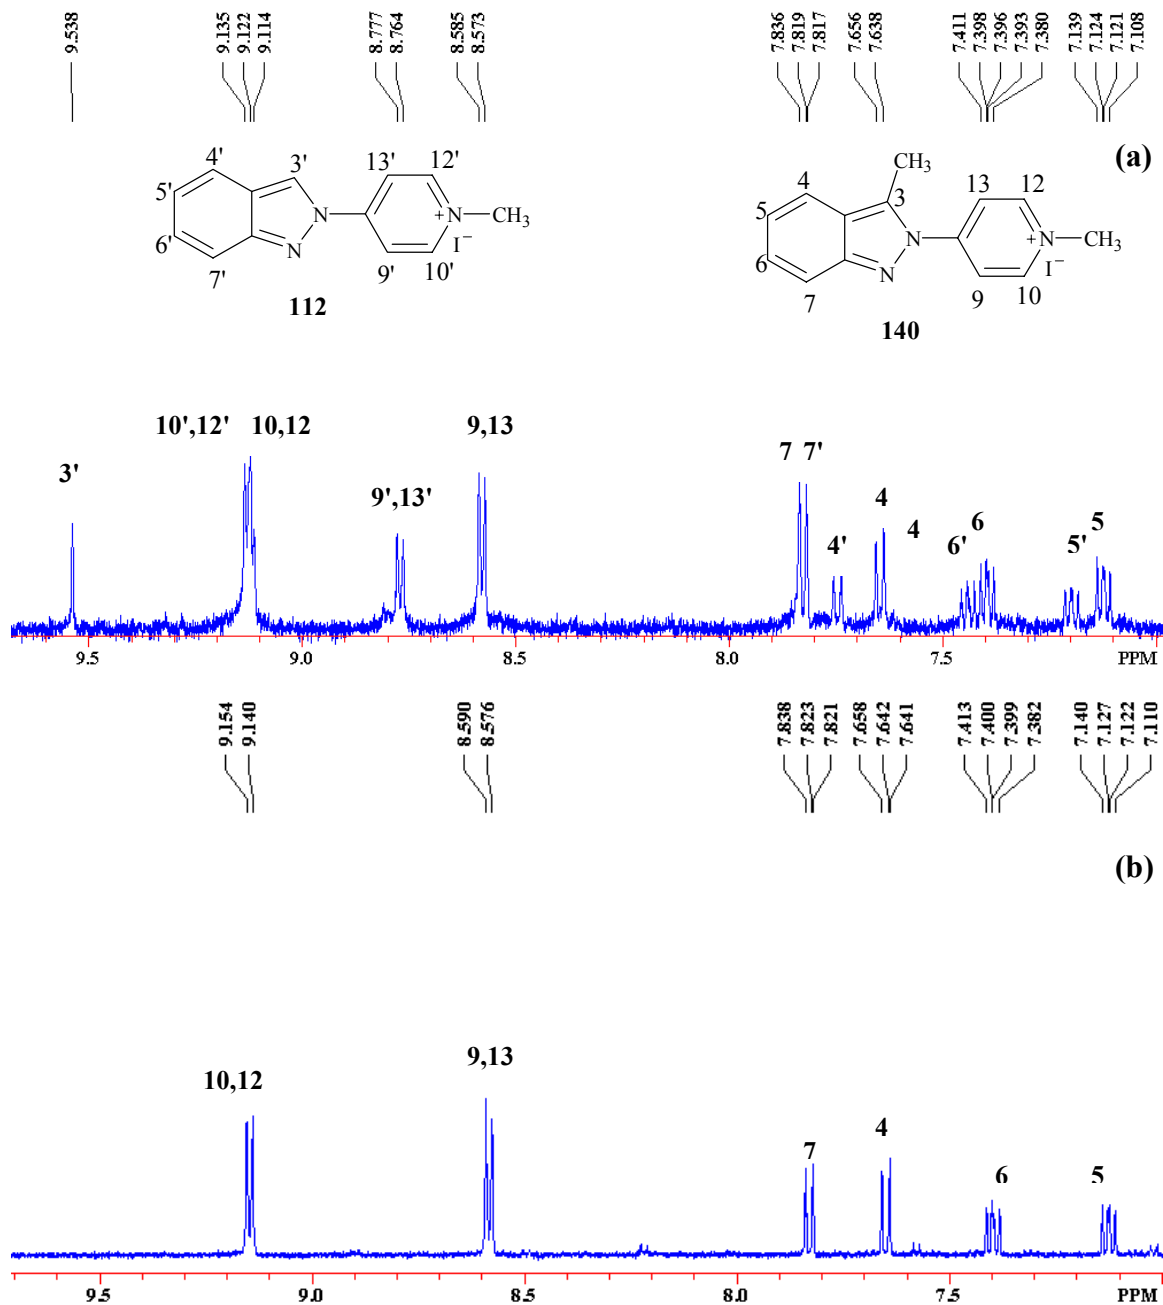 9.538 9.135 9.122 9.114 8.777 8.764 8.585 8.573 7.836 7.819 7.817 7.656 7.638 7.411 7.398 7.396 7.393 7.380 7.139 7.124 7.121 7.108
(a)
4' 3' 13' 12'
5' N N + CH3
6' N I−
7' 9' 10'
112
CH3
4 3 13 12
5 N N + CH3
6 N I−
7 9 10
140
10',12' 10,12 9,13 7 7'
3' 9',13' 4 4' 4 6' 6 5' 5
9.5 9.0 8.5 8.0 7.5 PPM
9.154 9.140 8.590 8.576 7.838 7.823 7.821 7.658 7.642 7.641 7.413 7.400 7.399 7.382 7.140 7.127 7.122 7.110
(b)
10,12 9,13 7 4 6 5
9.5 9.0 8.5 8.0 7.5 PPM